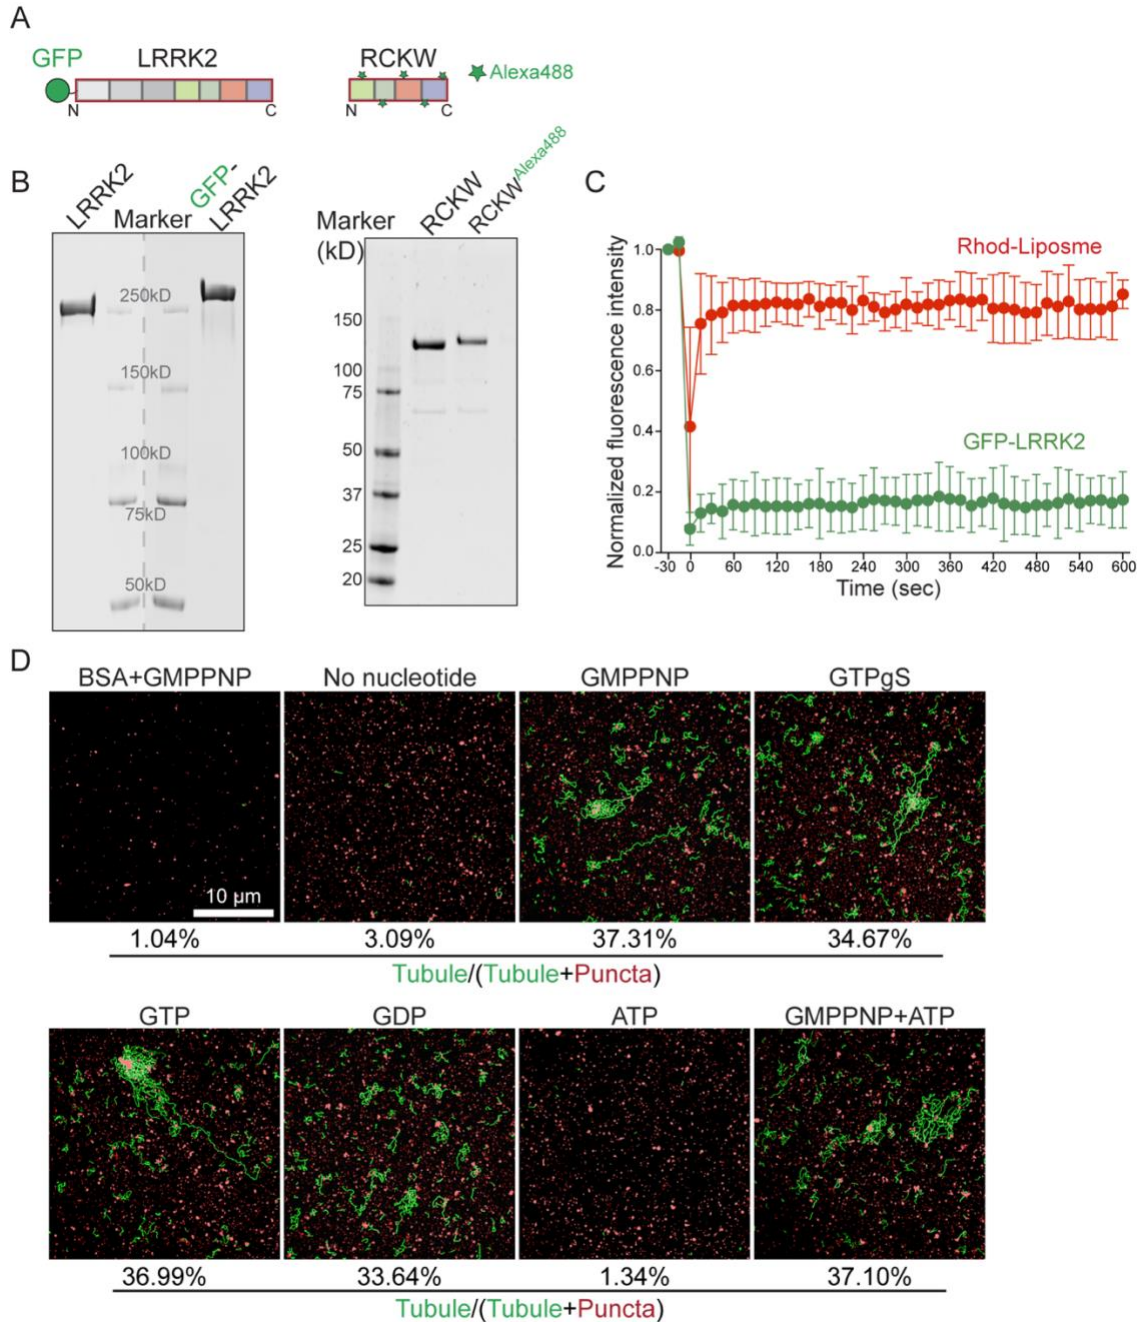 A
GFP
LRRK2
N
C
RCKW
N
C
Alexa488
B
LRRK2
Marker
GFP-
LRRK2
250kD
150kD
100kD
75kD
50kD
Marker
(kD)
RCKW
RCKWAlexa488
150
100
75
50
37
25
20
C
Normalized fluorescence intensity
1.0
0.8
0.6
0.4
0.2
0.0
Rhod-Liposme
GFP-LRRK2
-30 0 60 120 180 240 300 360 420 480 540 600
Time (sec)
D
BSA+GMPPNP No nucleotide GMPPNP GTPgS
10 µm
1.04% 3.09% 37.31% 34.67%
Tubule/(Tubule+Puncta)
GTP GDP ATP GMPPNP+ATP
36.99% 33.64% 1.34% 37.10%
Tubule/(Tubule+Puncta)